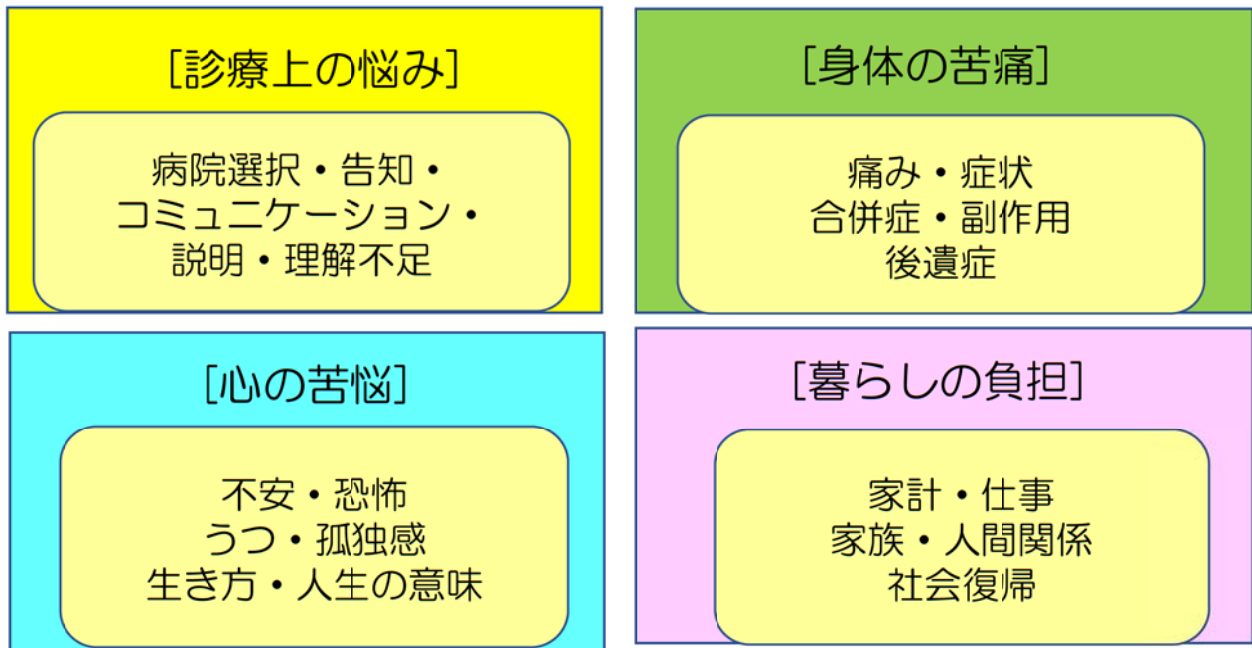 [診療上の悩み]
病院選択・告知・
コミュニケーション・
説明・理解不足
[身体の苦痛]
痛み・症状
合併症・副作用
後遺症
[心の苦悩]
不安・恐怖
うつ・孤独感
生き方・人生の意味
[暮らしの負担]
家計・仕事
家族・人間関係
社会復帰